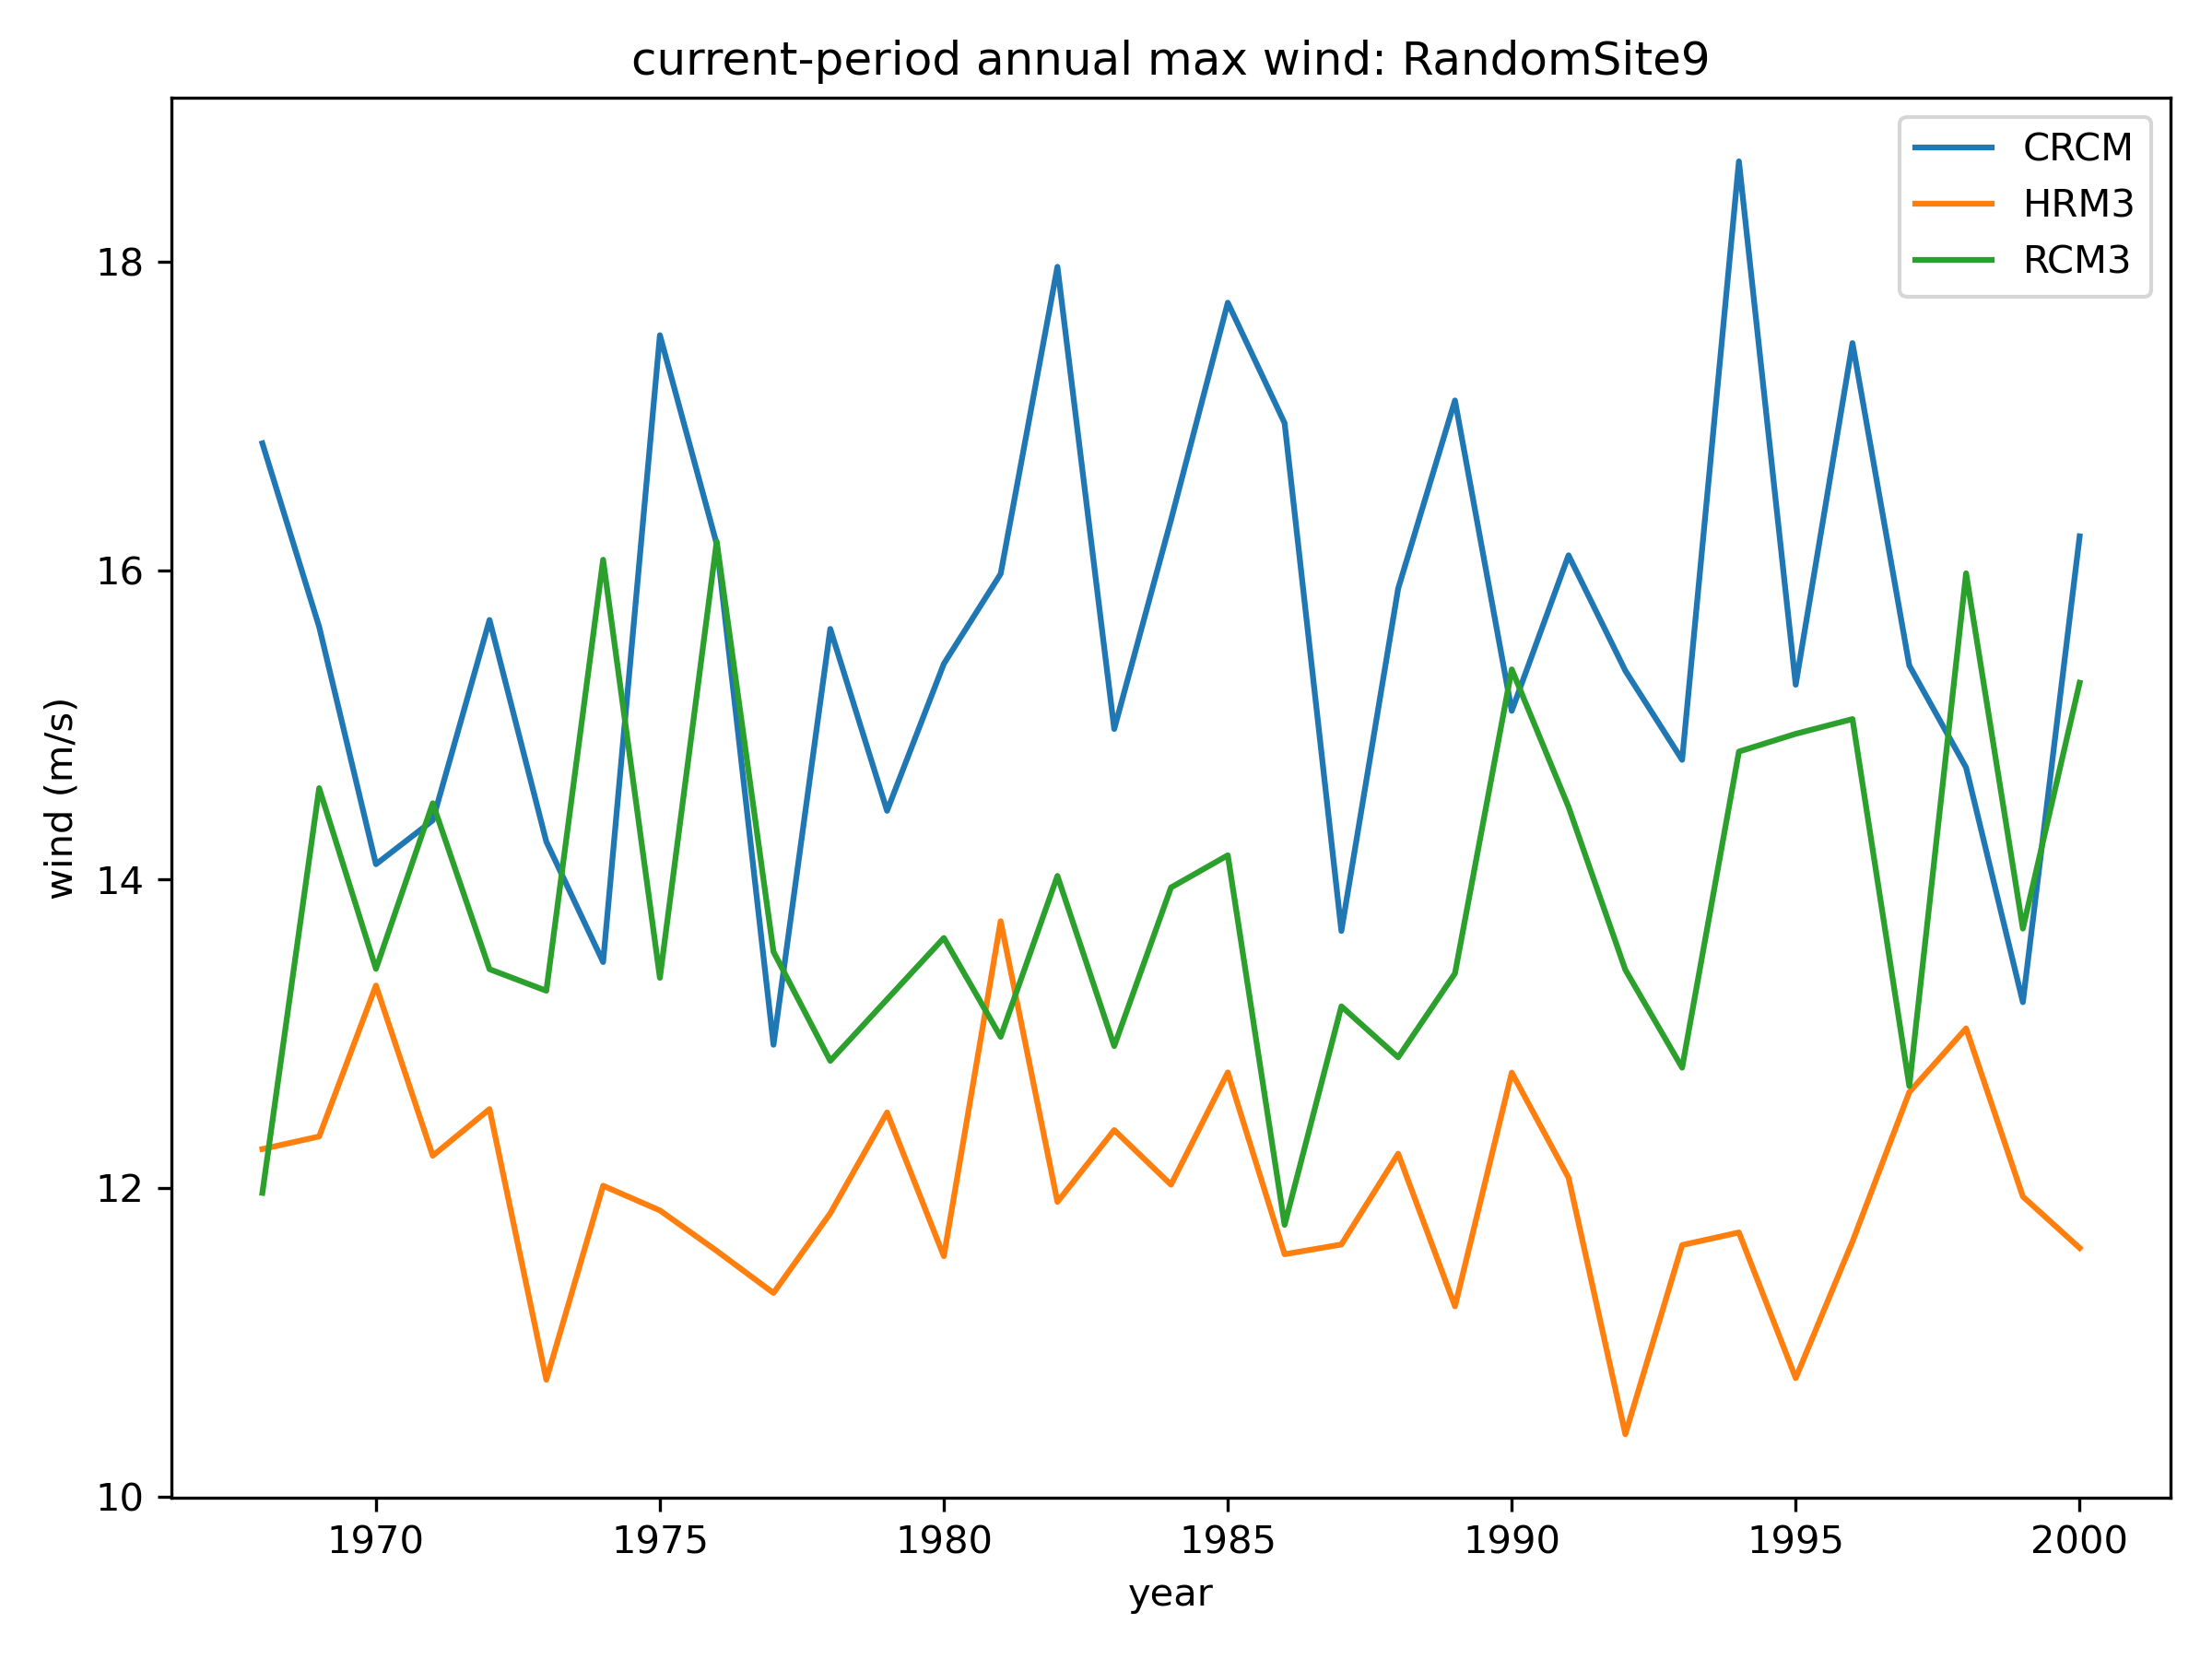 current-period annual max wind: RandomSite9
CRCM
HRM3
RCM3
18
16
14
12
10
wind (m/s)
1970 1975 1980 1985 1990 1995 2000
year